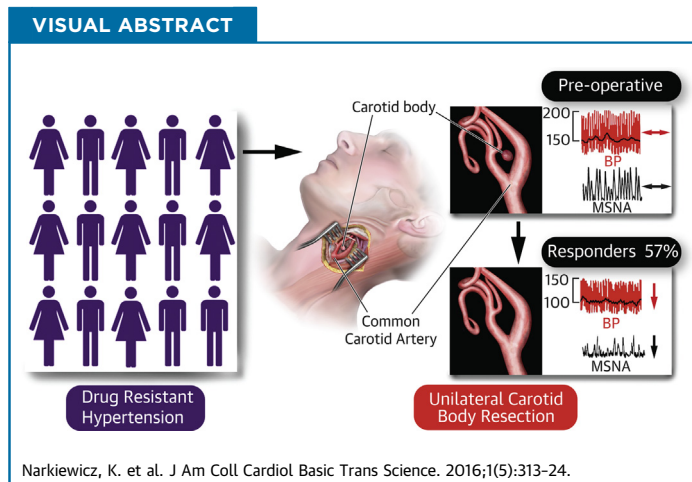 VISUAL ABSTRACT
Carotid body
Common
Carotid Artery
Drug Resistant
Hypertension
Unilateral Carotid
Body Resection
Pre-operative
200
150
BP
MSNA
Responders 57%
150
100
BP
MSNA
Narkiewicz, K. et al. J Am Coll Cardiol Basic Trans Science. 2016;1(5):313–24.